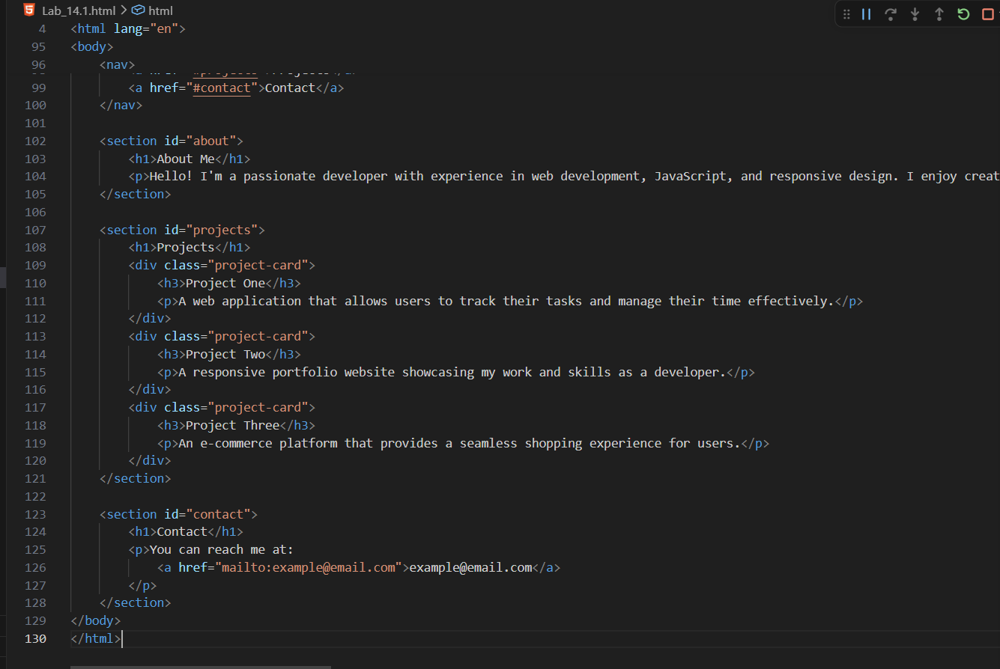 Lab_14.1.html > html
4 <html lang="en">
95 <body>
96 <nav>
99 <a href="#contact">Contact</a>
100 </nav>
101
102 <section id="about">
103 <h1>About Me</h1>
104 <p>Hello! I'm a passionate developer with experience in web development, JavaScript, and responsive design. I enjoy creat
105 </section>
106
107 <section id="projects">
108 <h1>Projects</h1>
109 <div class="project-card">
110 <h3>Project One</h3>
111 <p>A web application that allows users to track their tasks and manage their time effectively.</p>
112 </div>
113 <div class="project-card">
114 <h3>Project Two</h3>
115 <p>A responsive portfolio website showcasing my work and skills as a developer.</p>
116 </div>
117 <div class="project-card">
118 <h3>Project Three</h3>
119 <p>An e-commerce platform that provides a seamless shopping experience for users.</p>
120 </div>
121 </section>
122
123 <section id="contact">
124 <h1>Contact</h1>
125 <p>You can reach me at:
126 <a href="mailto:example@email.com">example@email.com</a>
127 </p>
128 </section>
129 </body>
130 </html>